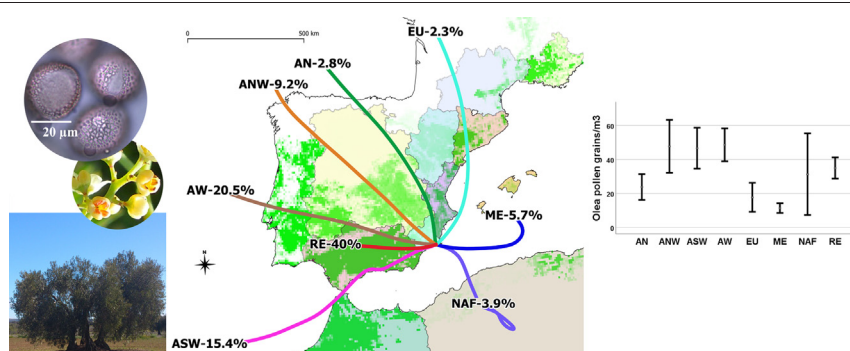 20 µm
0
500 km
EU-2.3%
AN-2.8%
ANW-9.2%
AW-20.5%
RE-40%
ME-5.7%
NAF-3.9%
ASW-15.4%
N
Olea pollen grains/m3
60
40
20
0
AN ANW ASW AW EU ME NAF RE